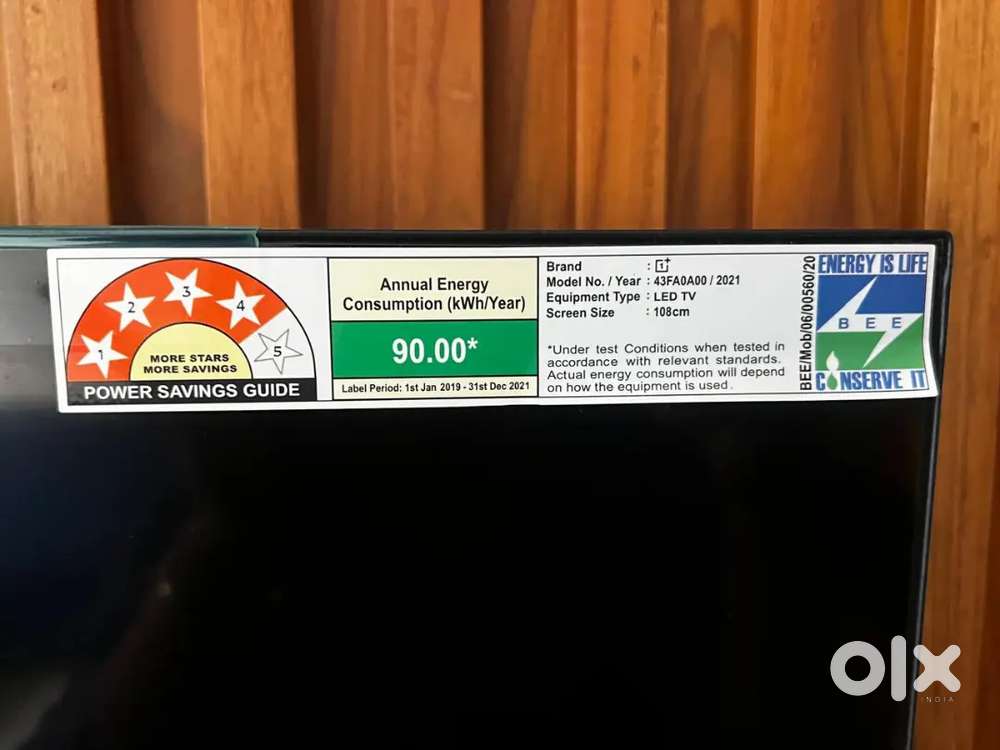 1 2 3 4 5
MORE STARS
MORE MORE SAVINGS
POWER SAVINGS GUIDE
Annual Energy
Consumption (kWh/Year)
90.00*
Label Period: 1st Jan 2019 - 31st Dec 2021
Brand : 1+
Model No. / Year : 43FA0A00 / 2021
Equipment Type : LED TV
Screen Size : 108cm
*Under test Conditions when tested in
accordance with relevant standards.
Actual energy consumption will depend
on how the equipment is used.
BEE/Mob/06/00560/20
ENERGY IS LIFE
BEE
CONSERVE IT
olx
INDIA